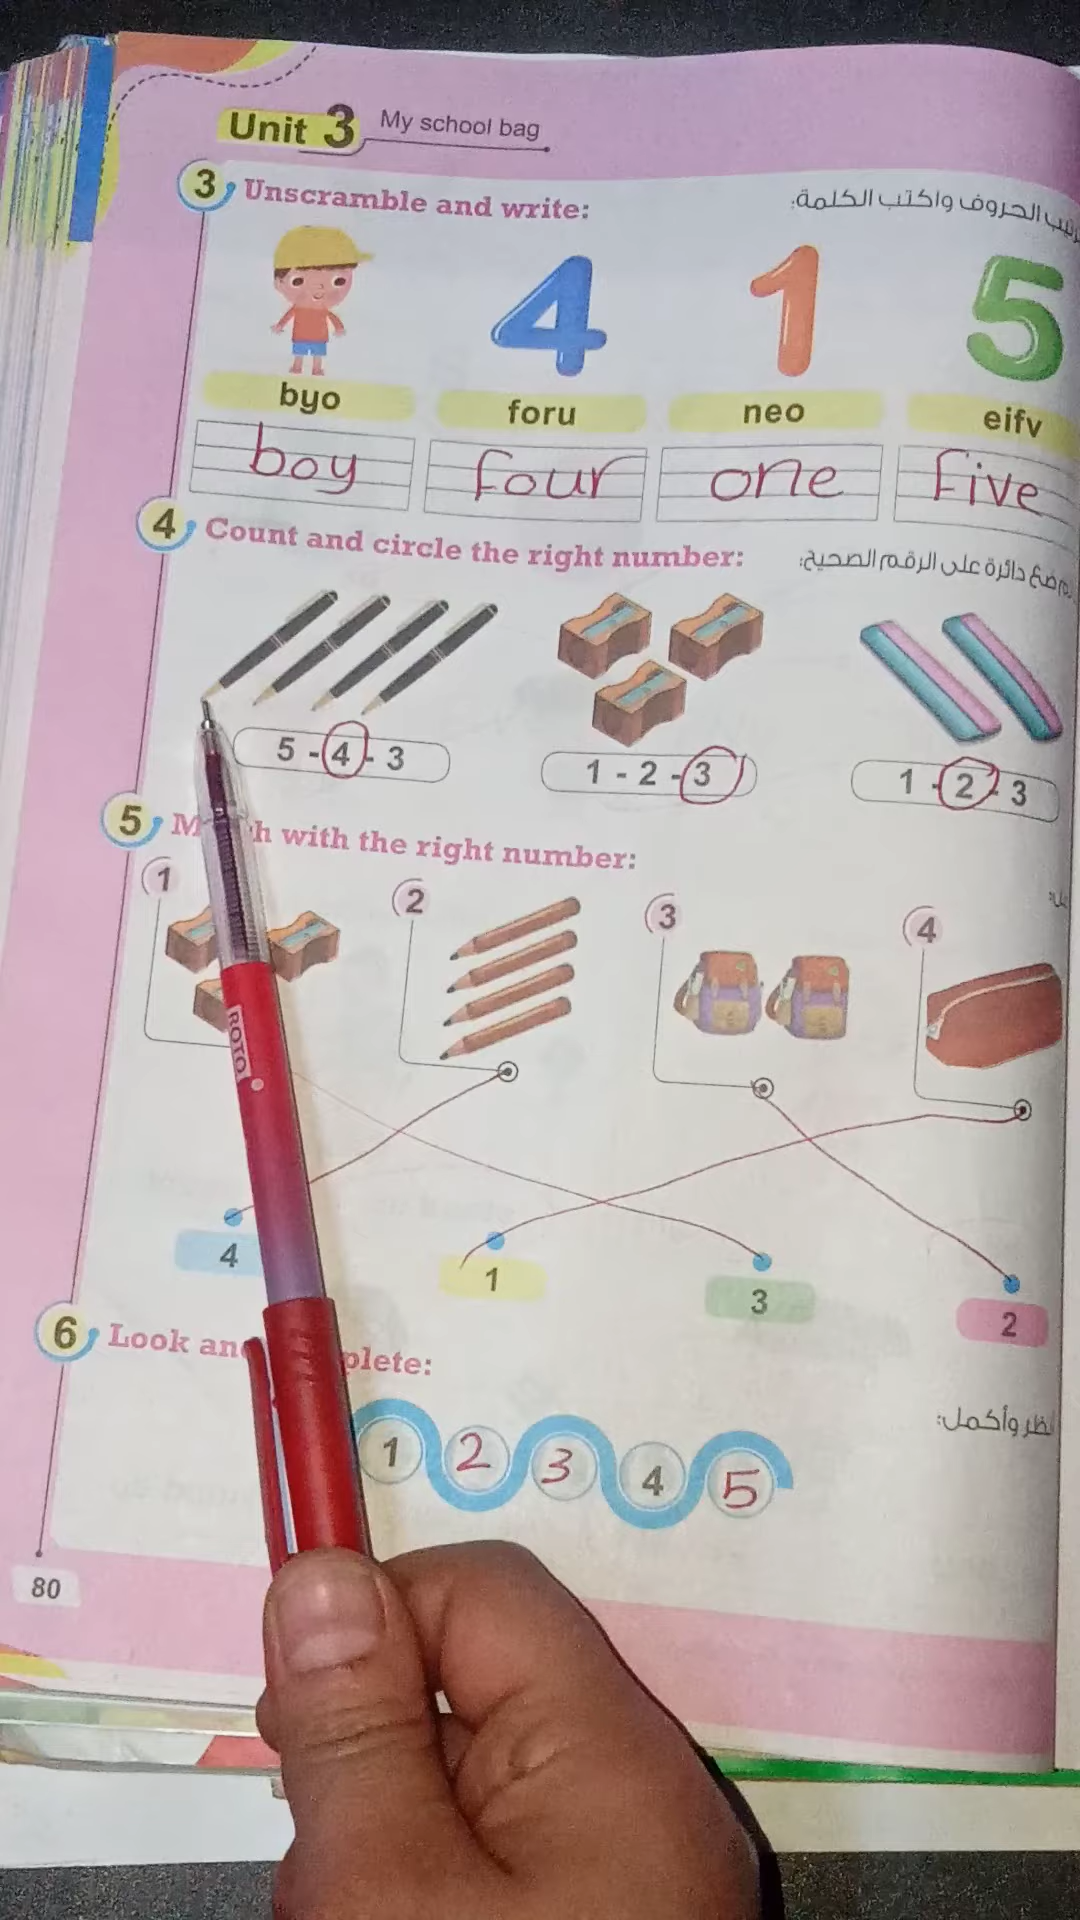 Unit 3 My school bag
3 Unscramble and write: رتب الحروف واكتب الكلمة:
4 1 5
byo foru neo eifv
boy four one five
4 Count and circle the right number: ضع دائرة على الرقم الصحيح:
5 - 4 - 3 1 - 2 - 3 1 - 2 - 3
5 with the right number:
1 2 3 4
ROTO
4 1 3 2
6 Look
انظر وأكمل:
1 2 3 4 5
80